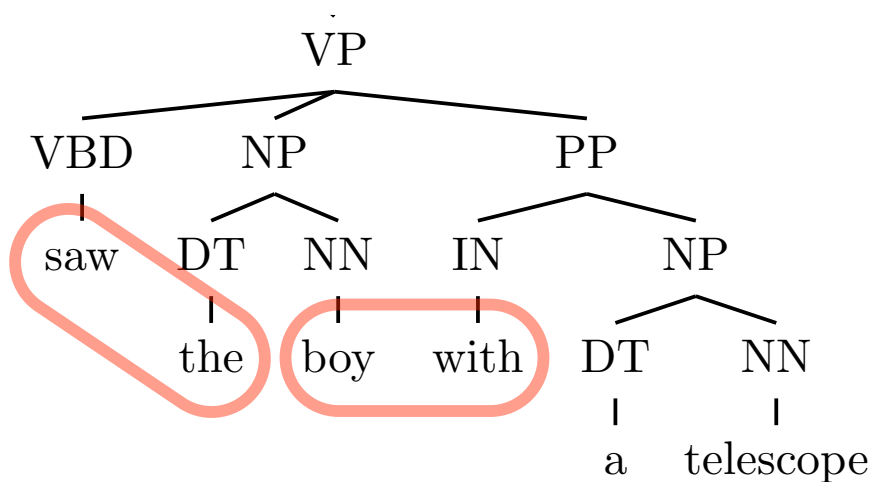 VP
VBD NP PP
saw DT NN IN NP
the boy with DT NN
a telescope